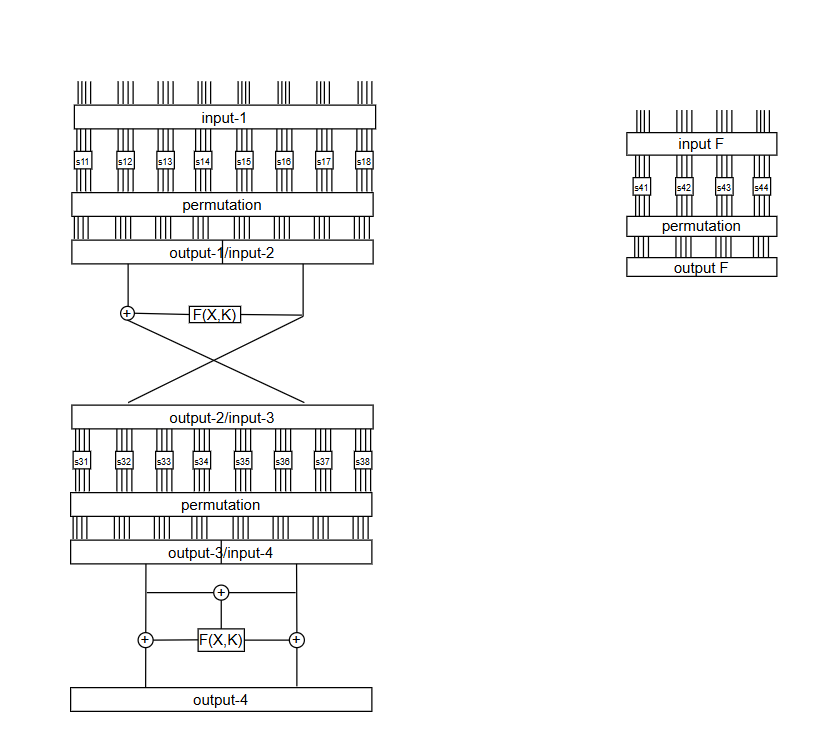 input-1
s11 s12 s13 s14 s15 s16 s17 s18
permutation
output-1/input-2
+ F(X,K)
output-2/input-3
s31 s32 s33 s34 s35 s36 s37 s38
permutation
output-3/input-4
+
+ F(X,K) +
output-4
input F
s41 s42 s43 s44
permutation
output F